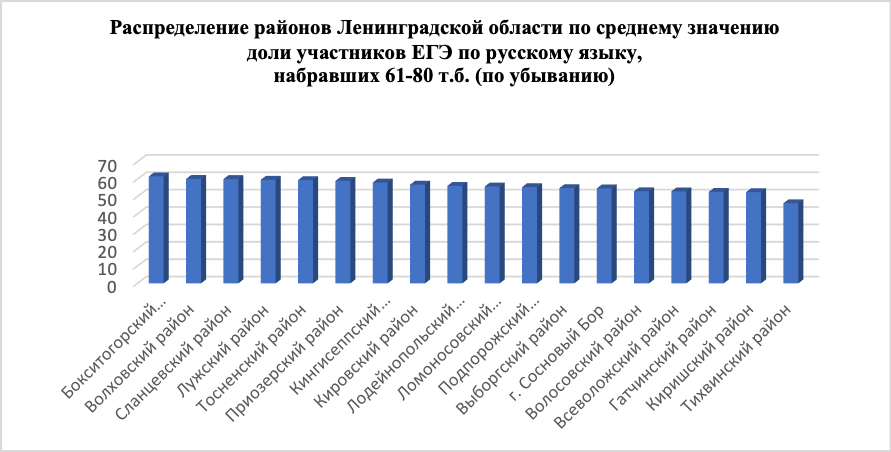 Распределение районов Ленинградской области по среднему значению
доли участников ЕГЭ по русскому языку,
набравших 61-80 т.б. (по убыванию)
70
60
50
40
30
20
10
0
Бокситогорский...
Волховский район
Сланцевский район
Лужский район
Тосненский район
Приозерский район
Кингисеппский...
Кировский район
Лодейнопольский...
Ломоносовский...
Подпорожский...
Выборгский район
г. Сосновый Бор
Волосовский район
Всеволожский район
Гатчинский район
Киришский район
Тихвинский район